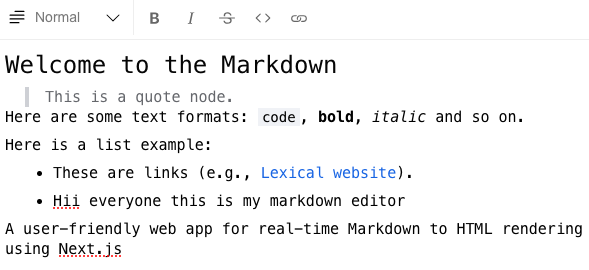 Normal B I S <>
Welcome to the Markdown
This is a quote node.
Here are some text formats: code, bold, italic and so on.
Here is a list example:
• These are links (e.g., Lexical website).
• Hii everyone this is my markdown editor
A user-friendly web app for real-time Markdown to HTML rendering
using Next.js